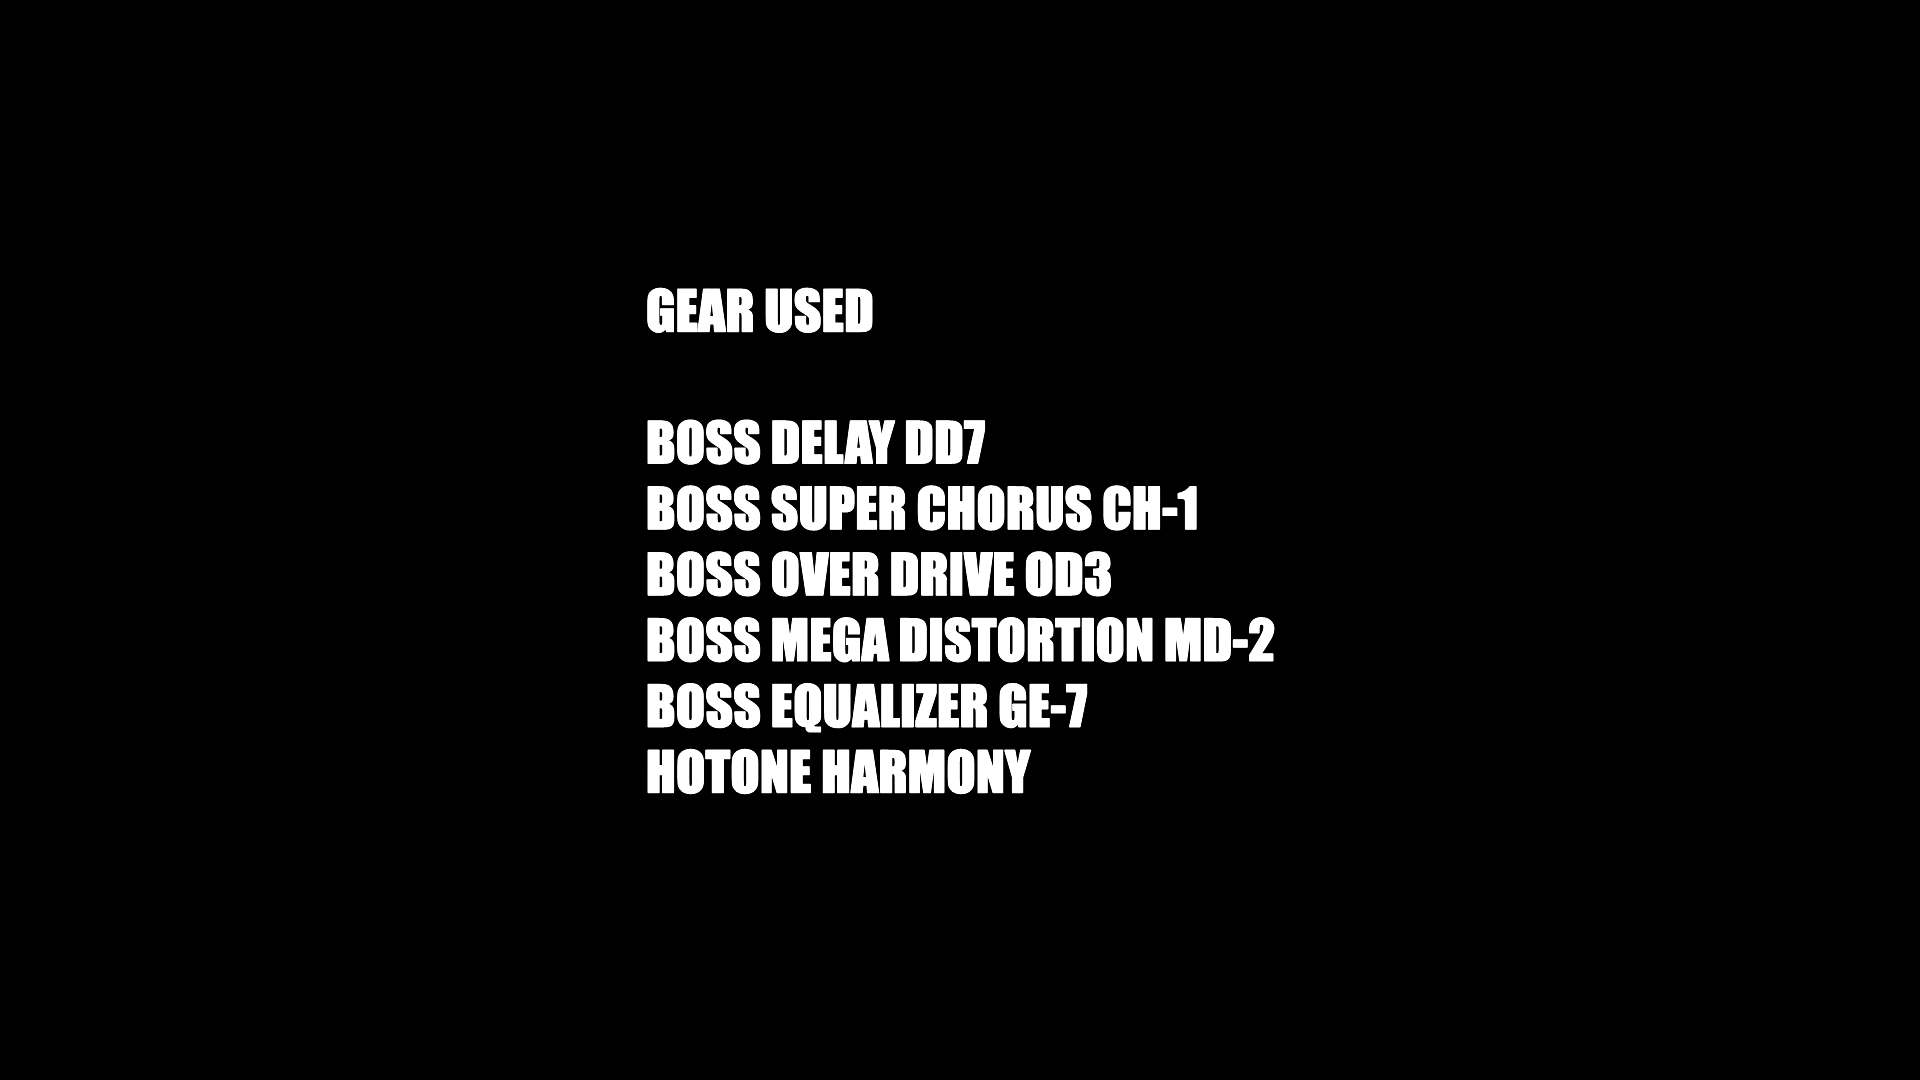 GEAR USED
BOSS DELAY DD7
BOSS SUPER CHORUS CH-1
BOSS OVER DRIVE OD3
BOSS MEGA DISTORTION MD-2
BOSS EQUALIZER GE-7
HOTONE HARMONY